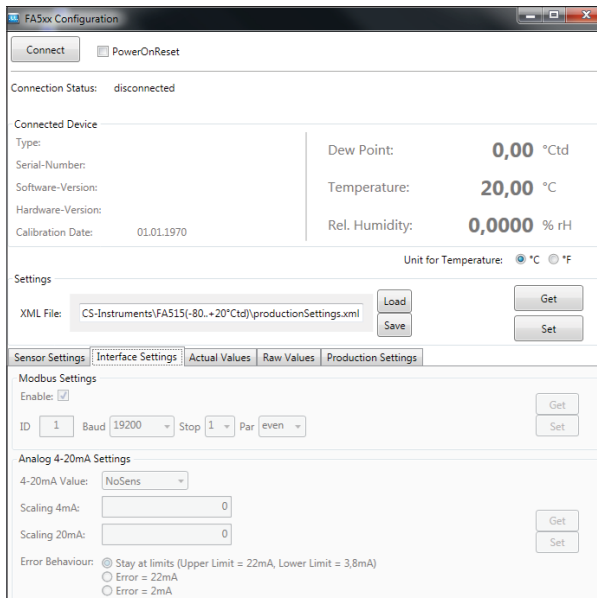 FA5xx Configuration
Connect PowerOnReset
Connection Status: disconnected
Connected Device
Type:
Serial-Number:
Software-Version:
Hardware-Version:
Calibration Date: 01.01.1970
Dew Point: 0,00 °Ctd
Temperature: 20,00 °C
Rel. Humidity: 0,0000 % rH
Unit for Temperature: °C °F
Settings
XML File: CS-Instruments\FA515(-80..+20°Ctd)\productionSettings.xml
Load
Save
Get
Set
Sensor Settings Interface Settings Actual Values Raw Values Production Settings
Modbus Settings
Enable:
ID 1 Baud 19200 Stop 1 Par even
Get
Set
Analog 4-20mA Settings
4-20mA Value: NoSens
Scaling 4mA: 0
Scaling 20mA: 0
Get
Set
Error Behaviour: Stay at limits (Upper Limit = 22mA, Lower Limit = 3,8mA)
Error = 22mA
Error = 2mA